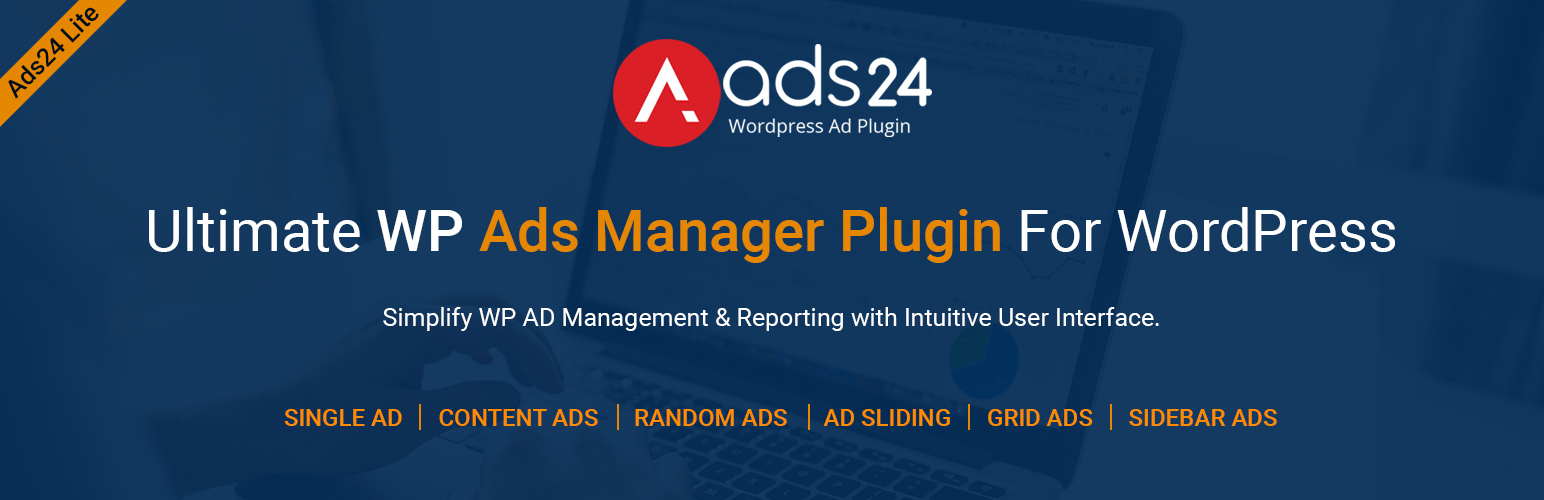 Ads24 Lite
ads24
Wordpress Ad Plugin
Ultimate WP Ads Manager Plugin For WordPress
Simplify WP AD Management & Reporting with Intuitive User Interface.
SINGLE AD | CONTENT ADS | RANDOM ADS | AD SLIDING | GRID ADS | SIDEBAR ADS